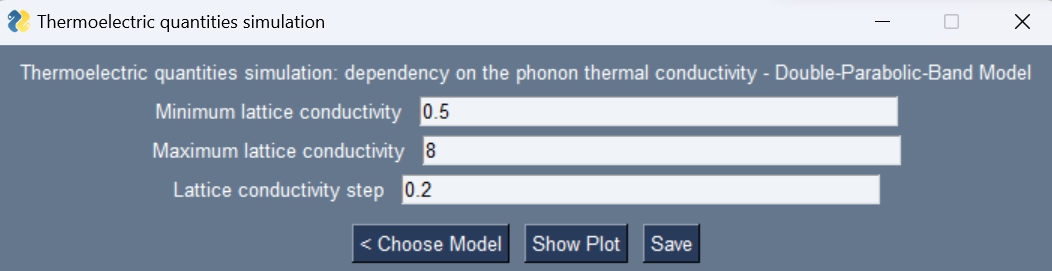 Thermoelectric quantities simulation
Thermoelectric quantities simulation: dependency on the phonon thermal conductivity - Double-Parabolic-Band Model
Minimum lattice conductivity 0.5
Maximum lattice conductivity 8
Lattice conductivity step 0.2
< Choose Model Show Plot Save